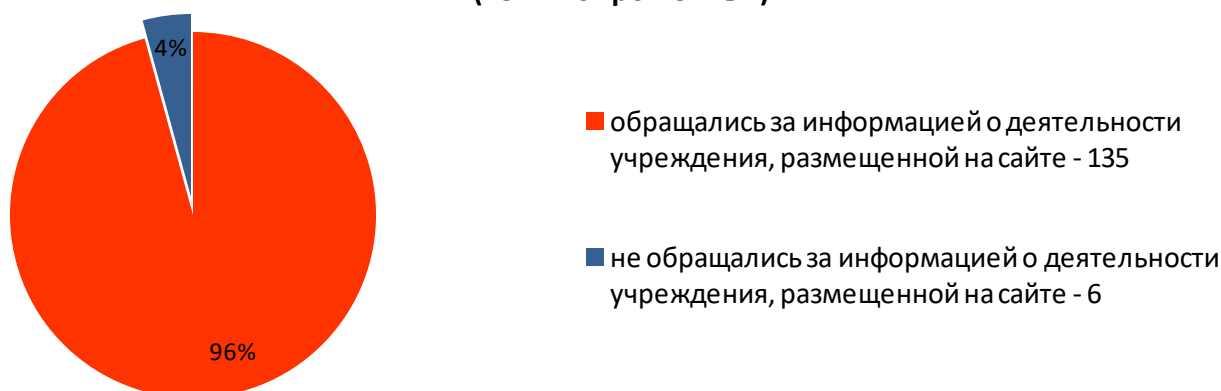 4%
обращались за информацией о деятельности
учреждения, размещенной на сайте - 135
не обращались за информацией о деятельности
учреждения, размещенной на сайте - 6
96%